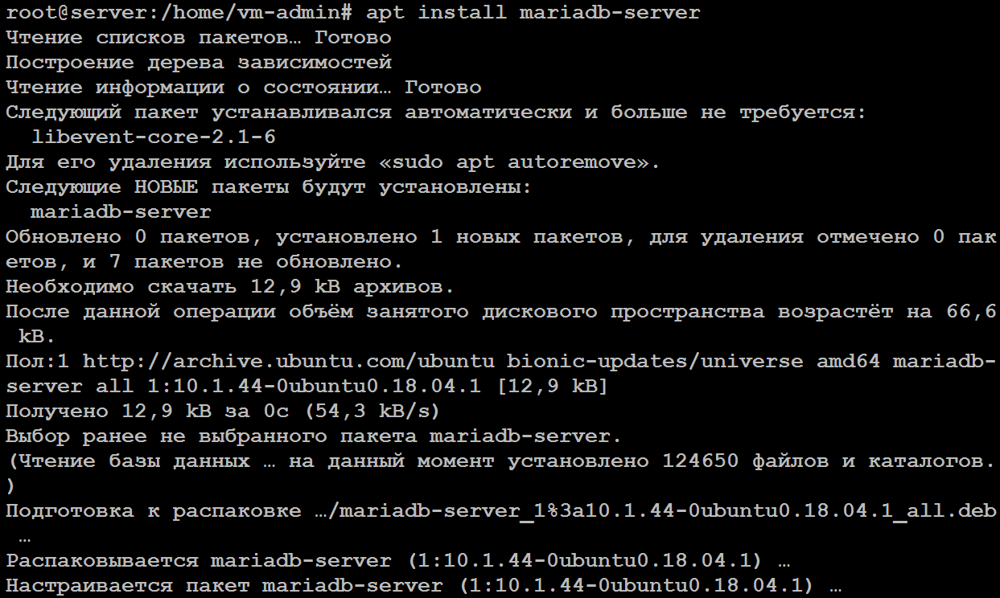 root@server:/home/vm-admin# apt install mariadb-server
Чтение списков пакетов… Готово
Построение дерева зависимостей
Чтение информации о состоянии… Готово
Следующий пакет устанавливался автоматически и больше не требуется:
  libevent-core-2.1-6
Для его удаления используйте «sudo apt autoremove».
Следующие НОВЫЕ пакеты будут установлены:
  mariadb-server
Обновлено 0 пакетов, установлено 1 новых пакетов, для удаления отмечено 0 пак
етов, и 7 пакетов не обновлено.
Необходимо скачать 12,9 kB архивов.
После данной операции объём занятого дискового пространства возрастёт на 66,6
 kB.
Пол:1 http://archive.ubuntu.com/ubuntu bionic-updates/universe amd64 mariadb-
server all 1:10.1.44-0ubuntu0.18.04.1 [12,9 kB]
Получено 12,9 kB за 0с (54,3 kB/s)
Выбор ранее не выбранного пакета mariadb-server.
(Чтение базы данных … на данный момент установлено 124650 файлов и каталогов.
)
Подготовка к распаковке …/mariadb-server_1%3a10.1.44-0ubuntu0.18.04.1_all.deb
 …
Распаковывается mariadb-server (1:10.1.44-0ubuntu0.18.04.1) …
Настраивается пакет mariadb-server (1:10.1.44-0ubuntu0.18.04.1) …